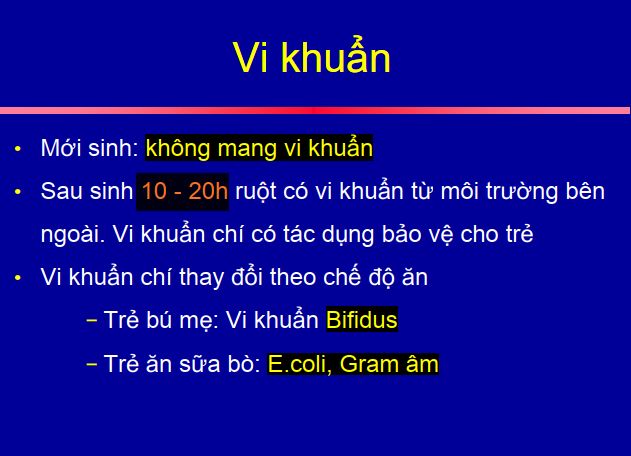 Vi khuẩn
• Mới sinh: không mang vi khuẩn
• Sau sinh 10 - 20h ruột có vi khuẩn từ môi trường bên
ngoài. Vi khuẩn chí có tác dụng bảo vệ cho trẻ
• Vi khuẩn chí thay đổi theo chế độ ăn
– Trẻ bú mẹ: Vi khuẩn Bifidus
– Trẻ ăn sữa bò: E.coli, Gram âm